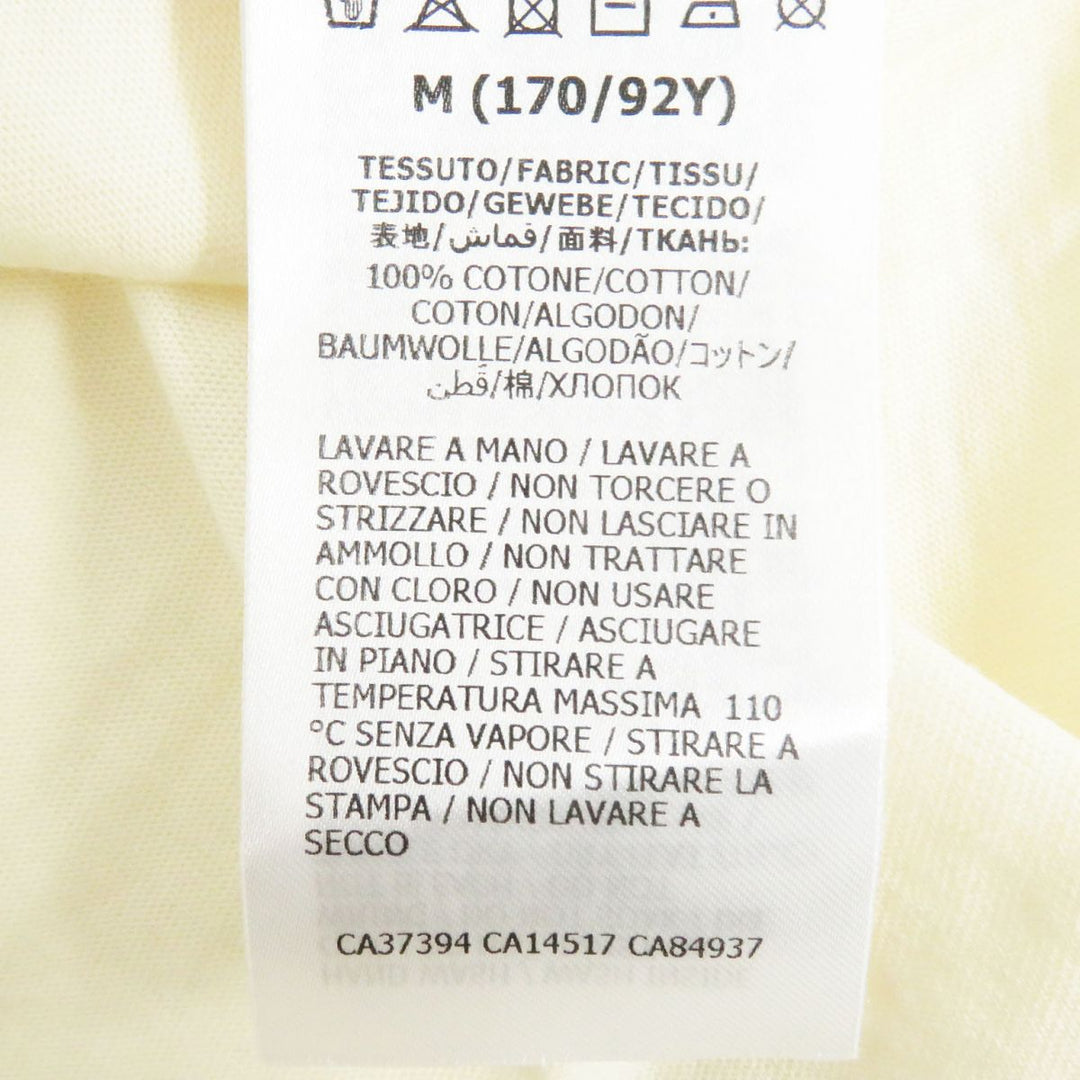 M (170/92Y)
TESSUTO/FABRIC/TISSU/
TEJIDO/GEWEBE/TECIDO/
表地/قماش/面料/ТКАНЬ:
100% COTONE/COTTON/
COTON/ALGODON/
BAUMWOLLE/ALGODÃO/コットン/
قُطن/棉/ХЛОПОК
LAVARE A MANO / LAVARE A
ROVESCIO / NON TORCERE O
STRIZZARE / NON LASCIARE IN
AMMOLLO / NON TRATTARE
CON CLORO / NON USARE
ASCIUGATRICE / ASCIUGARE
IN PIANO / STIRARE A
TEMPERATURA MASSIMA 110
°C SENZA VAPORE / STIRARE A
ROVESCIO / NON STIRARE LA
STAMPA / NON LAVARE A
SECCO
CA37394 CA14517 CA84937